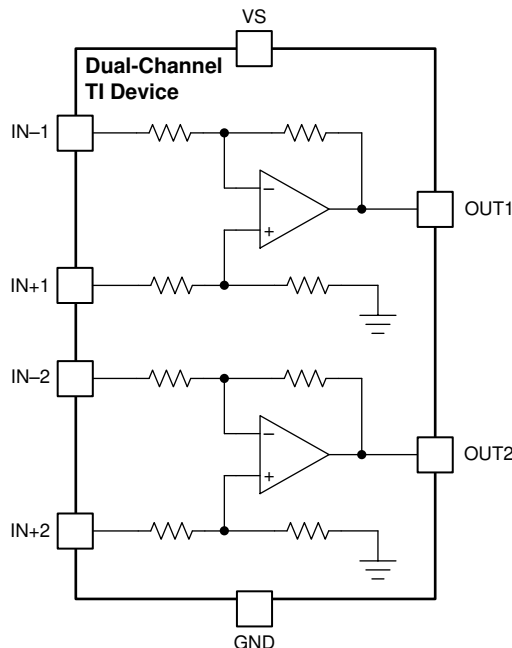 VS
Dual-Channel
TI Device
IN–1
−
OUT1
+
IN+1
IN–2
−
OUT2
+
IN+2
GND